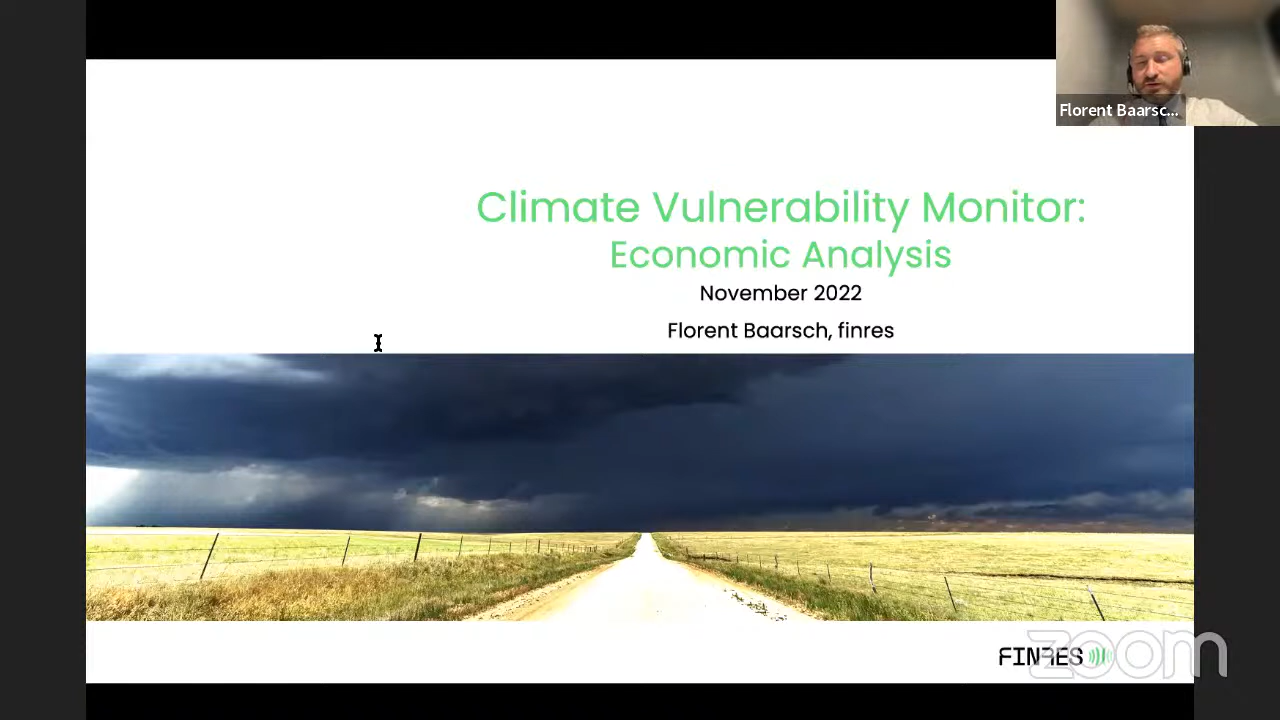 Florent Baarsc...
Climate Vulnerability Monitor:
Economic Analysis
November 2022
Florent Baarsch, finres
FINRES
zoom